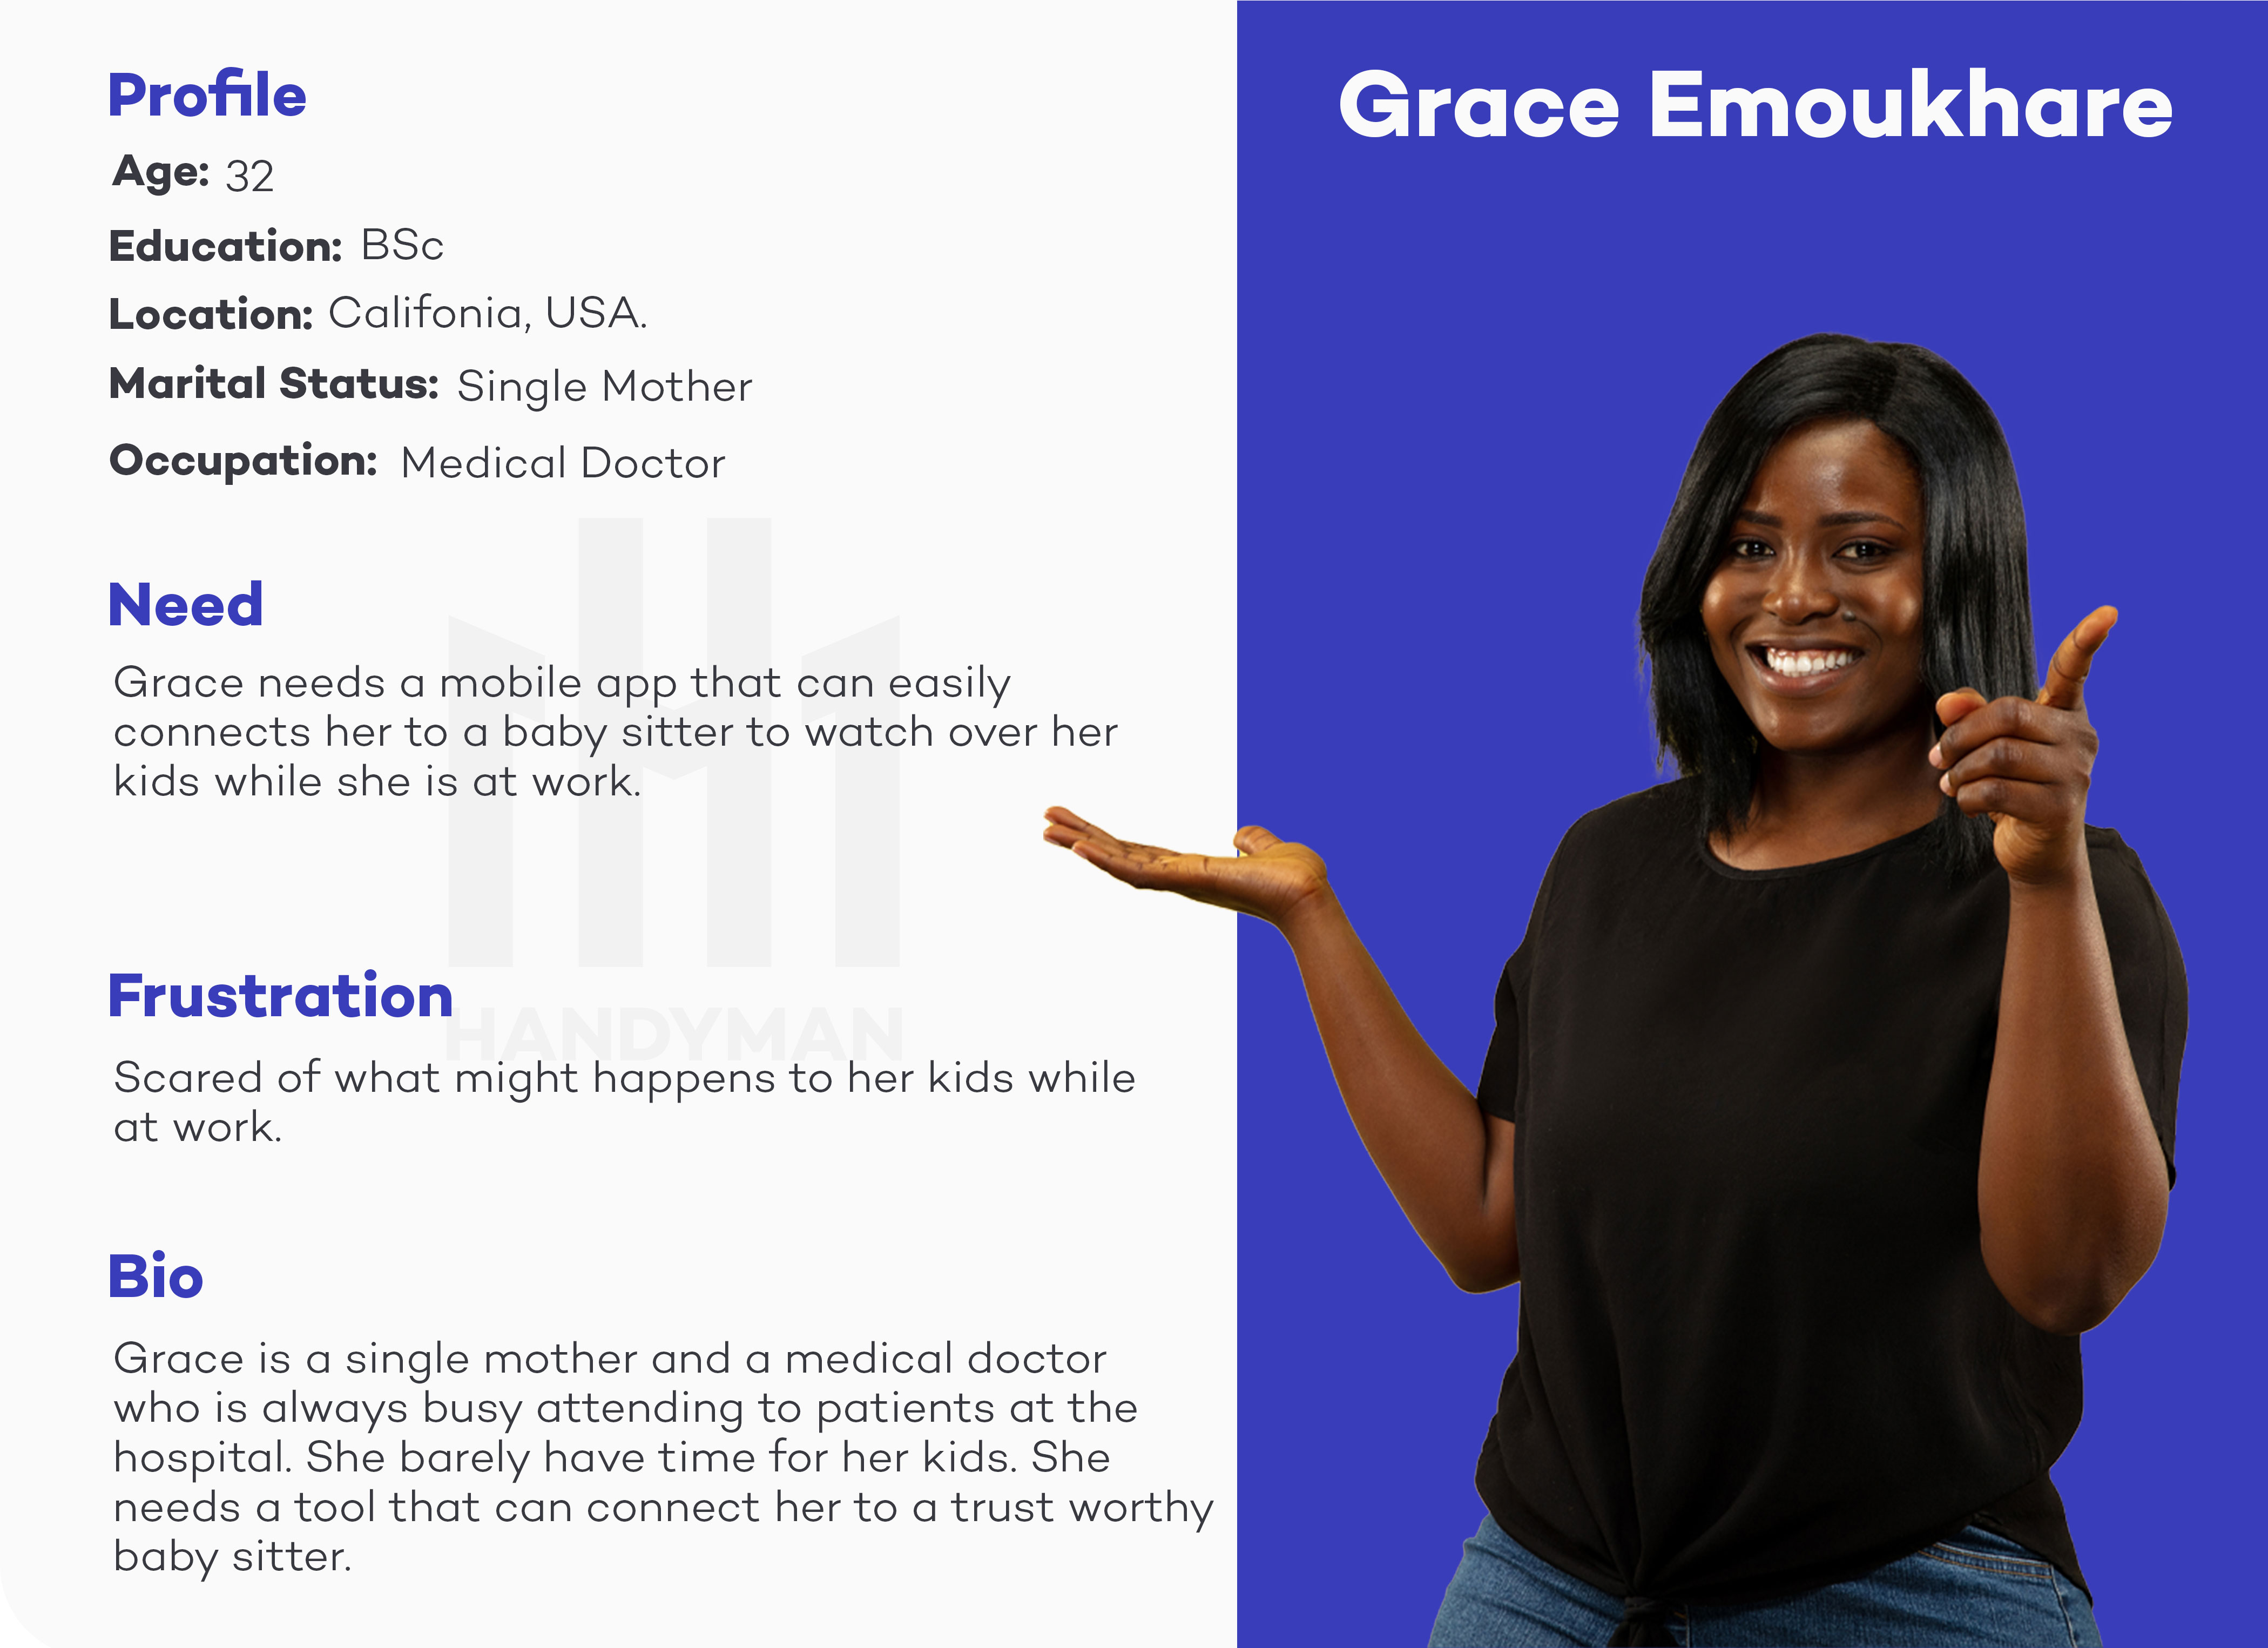 Grace Emoukhare
Profile
Age: 32
Education: BSc
Location: Califonia, USA.
Marital Status: Single Mother
Occupation: Medical Doctor
Need
Grace needs a mobile app that can easily
connects her to a baby sitter to watch over her
kids while she is at work.
Frustration
HANDYMAN
Scared of what might happens to her kids while
at work.
Bio
Grace is a single mother and a medical doctor
who is always busy attending to patients at the
hospital. She barely have time for her kids. She
needs a tool that can connect her to a trust worthy
baby sitter.